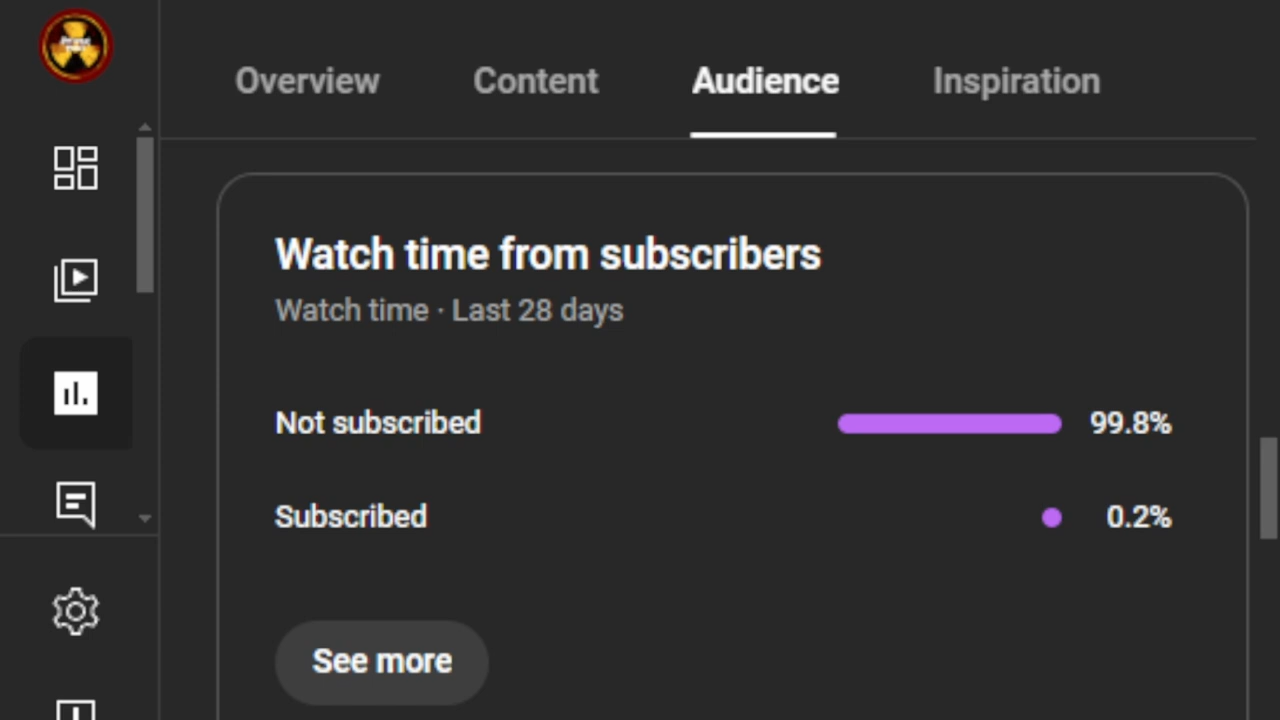 Overview Content Audience Inspiration
Watch time from subscribers
Watch time · Last 28 days
Not subscribed 99.8%
Subscribed 0.2%
See more